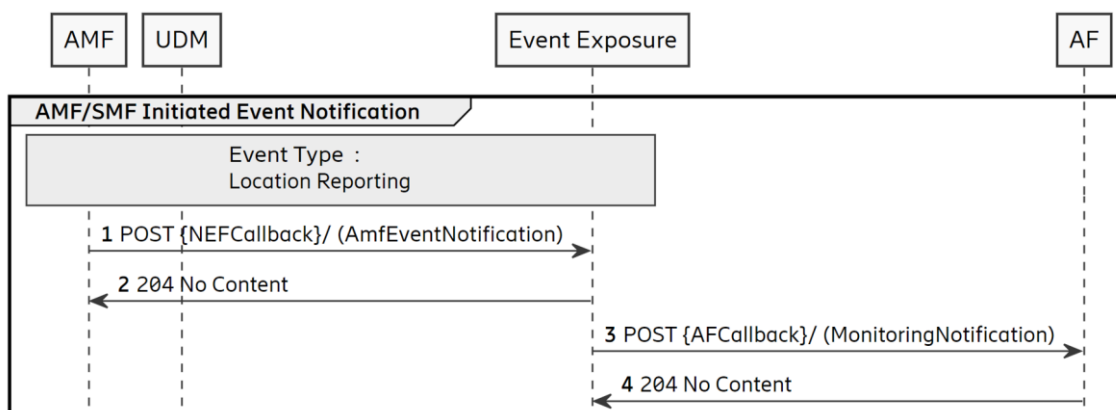 AMF
UDM
Event Exposure
AF
AMF/SMF Initiated Event Notification
Event Type :
Location Reporting
1 POST {NEFCallback}/ (AmfEventNotification)
2 204 No Content
3 POST {AFCallback}/ (MonitoringNotification)
4 204 No Content